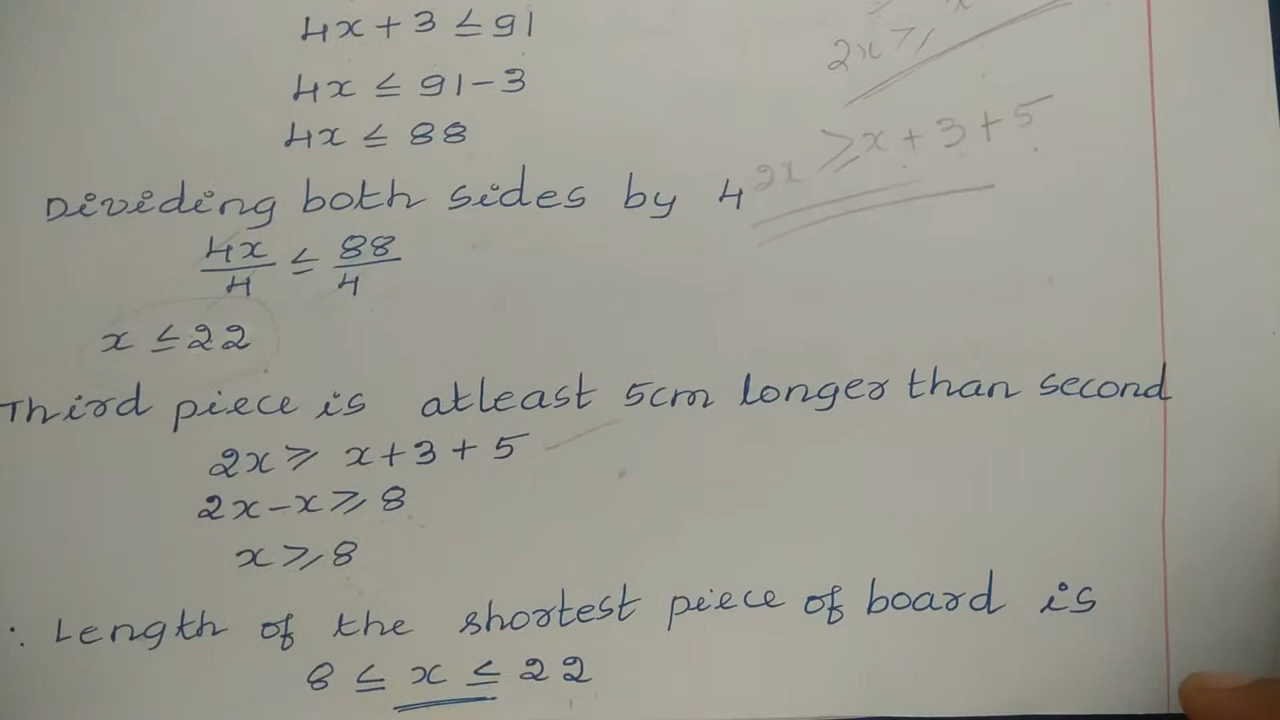 4x + 3 ≤ 91
2x ≥
4x ≤ 91 - 3
4x ≤ 88
2x ≥ x + 3 + 5
Dividing both sides by 4
4x/4 ≤ 88/4
x ≤ 22
Third piece is atleast 5cm longer than second
2x ≥ x + 3 + 5
2x - x ≥ 8
x ≥ 8
∴ Length of the shortest piece of board is
8 ≤ x ≤ 22